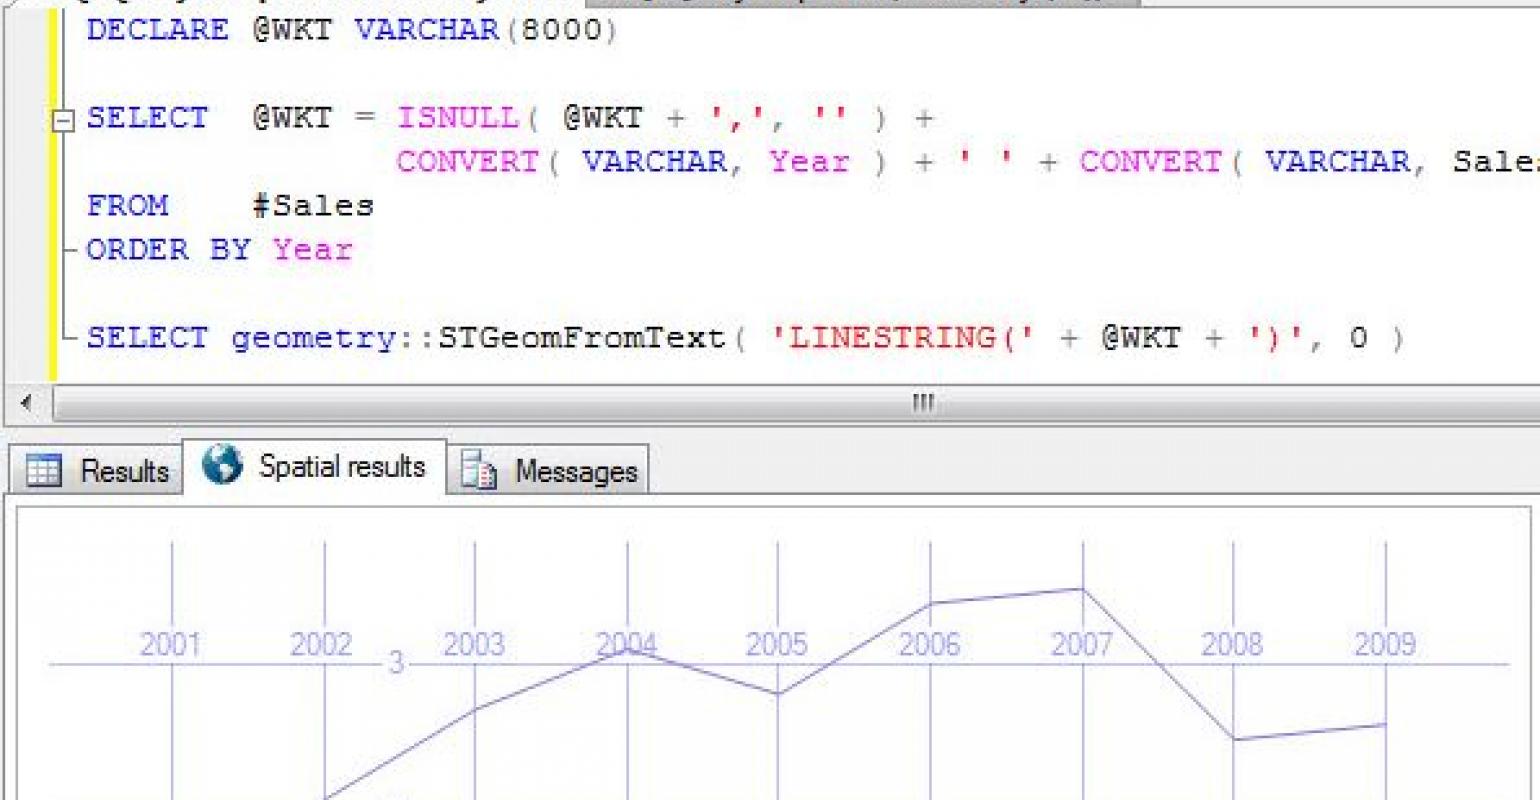 DECLARE @WKT VARCHAR(8000)
SELECT @WKT = ISNULL( @WKT + ',', '' ) +
CONVERT( VARCHAR, Year ) + ' ' + CONVERT( VARCHAR, Sales
FROM #Sales
ORDER BY Year
SELECT geometry::STGeomFromText( 'LINESTRING(' + @WKT + ')', 0 )
Results Spatial results Messages
2001 2002 2003 2004 2005 2006 2007 2008 2009
3